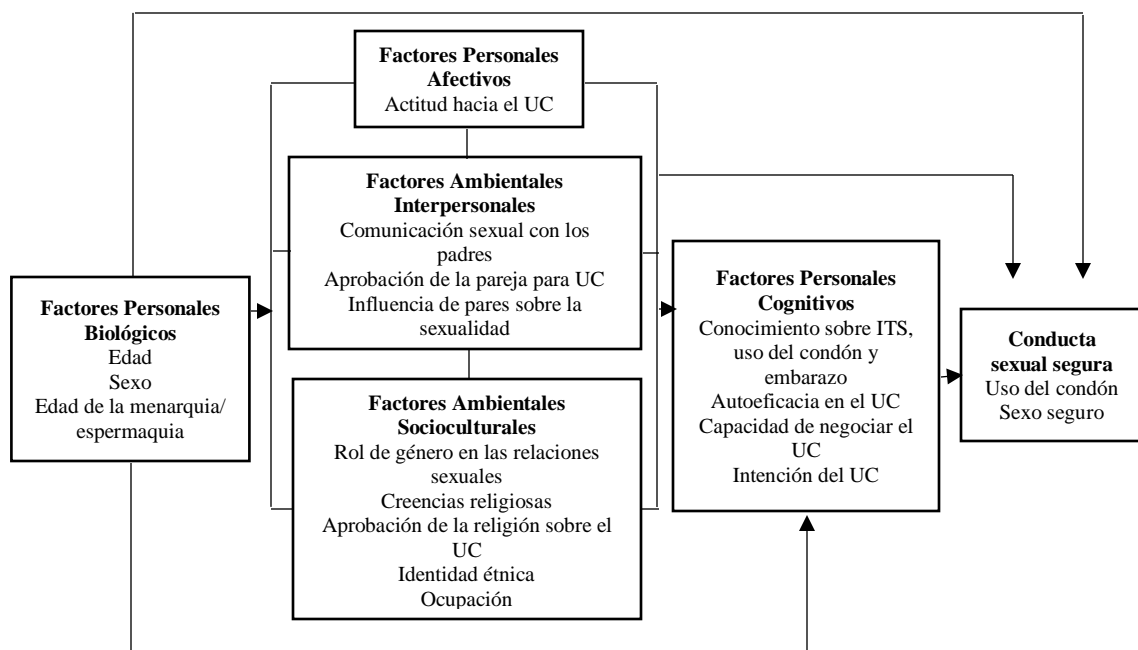 Factores Personales
Afectivos
Actitud hacia el UC
Factores Ambientales
Interpersonales
Comunicación sexual con los
padres
Aprobación de la pareja para UC
Influencia de pares sobre la
sexualidad
Factores Personales
Biológicos
Edad
Sexo
Edad de la menarquia/
espermaquia
Factores Ambientales
Socioculturales
Rol de género en las relaciones
sexuales
Creencias religiosas
Aprobación de la religión sobre el
UC
Identidad étnica
Ocupación
Factores Personales
Cognitivos
Conocimiento sobre ITS,
uso del condón y
embarazo
Autoeficacia en el UC
Capacidad de negociar el
UC
Intención del UC
Conducta
sexual segura
Uso del condón
Sexo seguro